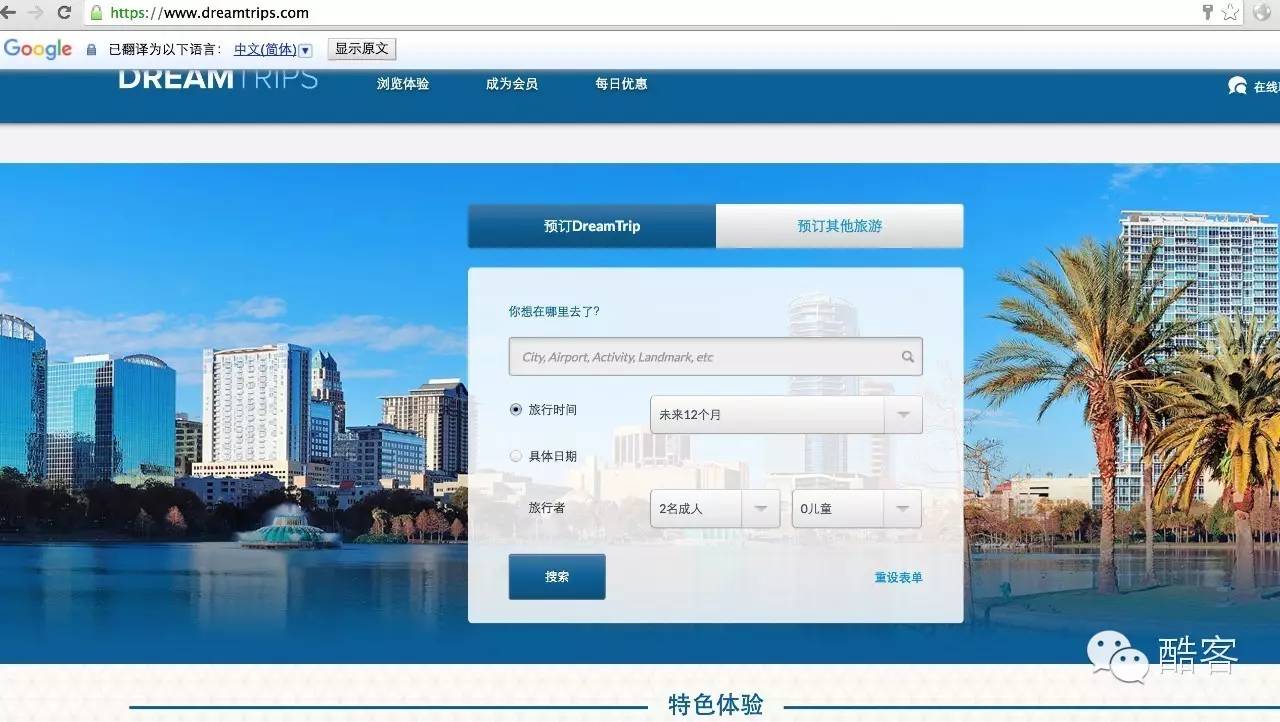 https://www.dreamtrips.com
Google 已翻译为以下语言： 中文(简体) 显示原文
DREAMTRIPS 浏览体验 成为会员 每日优惠 在线
预订DreamTrip 预订其他旅游
你想在哪里去了?
City, Airport, Activity, Landmark, etc
旅行时间 未来12个月
具体日期
旅行者 2名成人 0儿童
搜索 重设表单
酷客
特色体验